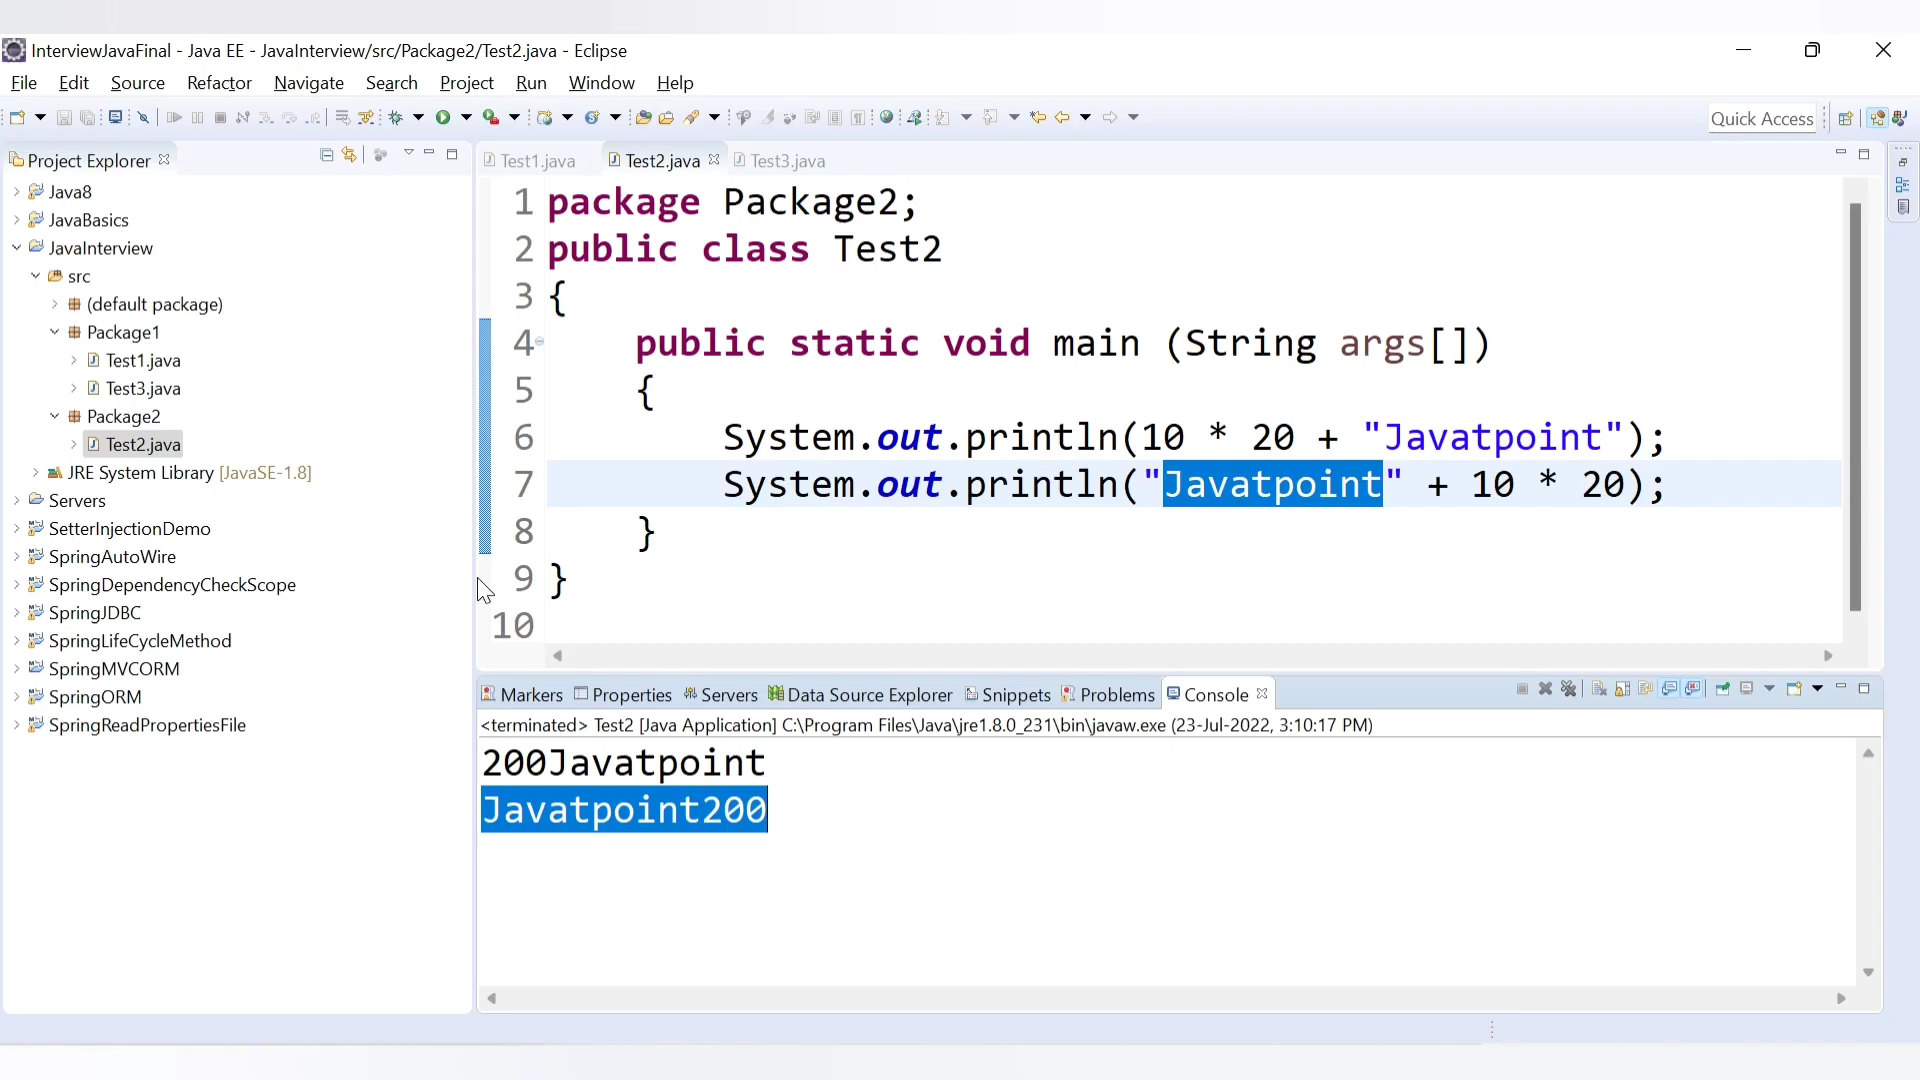 InterviewJavaFinal - Java EE - JavaInterview/src/Package2/Test2.java - Eclipse
File Edit Source Refactor Navigate Search Project Run Window Help
Quick Access
Project Explorer
Java8
JavaBasics
JavaInterview
src
(default package)
Package1
Test1.java
Test3.java
Package2
Test2.java
JRE System Library [JavaSE-1.8]
Servers
SetterInjectionDemo
SpringAutoWire
SpringDependencyCheckScope
SpringJDBC
SpringLifeCycleMethod
SpringMVCORM
SpringORM
SpringReadPropertiesFile
Test1.java Test2.java Test3.java
1 package Package2;
2 public class Test2
3 {
4 public static void main (String args[])
5 {
6 System.out.println(10 * 20 + "Javatpoint");
7 System.out.println("Javatpoint" + 10 * 20);
8 }
9 }
10
Markers Properties Servers Data Source Explorer Snippets Problems Console
<terminated> Test2 [Java Application] C:\Program Files\Java\jre1.8.0_231\bin\javaw.exe (23-Jul-2022, 3:10:17 PM)
200Javatpoint
Javatpoint200